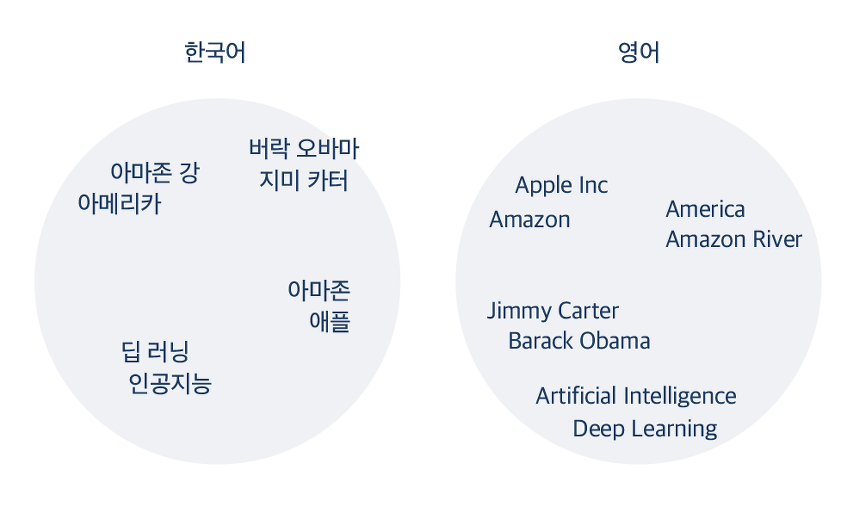 한국어
버락 오바마
지미 카터
아마존 강
아메리카
아마존
애플
딥 러닝
인공지능
영어
Apple Inc
Amazon
America
Amazon River
Jimmy Carter
Barack Obama
Artificial Intelligence
Deep Learning